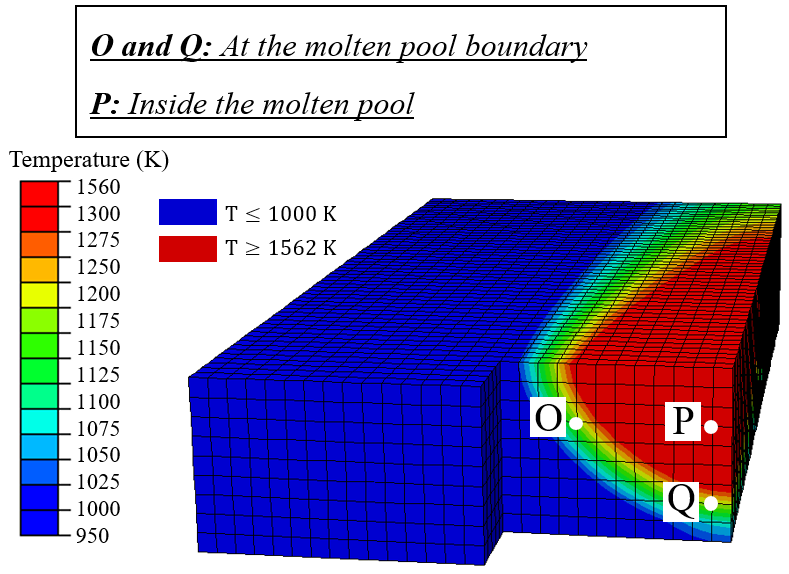 O and Q: At the molten pool boundary
P: Inside the molten pool
Temperature (K)
1560
1300
1275
1250
1200
1175
1150
1125
1100
1075
1050
1025
1000
950
T ≤ 1000 K
T ≥ 1562 K
O
P
Q